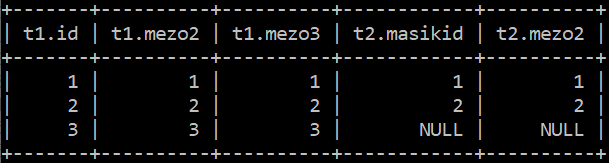 +-------+----------+----------+------------+----------+
| t1.id | t1.mezo2 | t1.mezo3 | t2.masikid | t2.mezo2 |
+-------+----------+----------+------------+----------+
|     1 |        1 |        1 |          1 |        1 |
|     2 |        2 |        2 |          2 |        2 |
|     3 |        3 |        3 |       NULL |     NULL |
+-------+----------+----------+------------+----------+